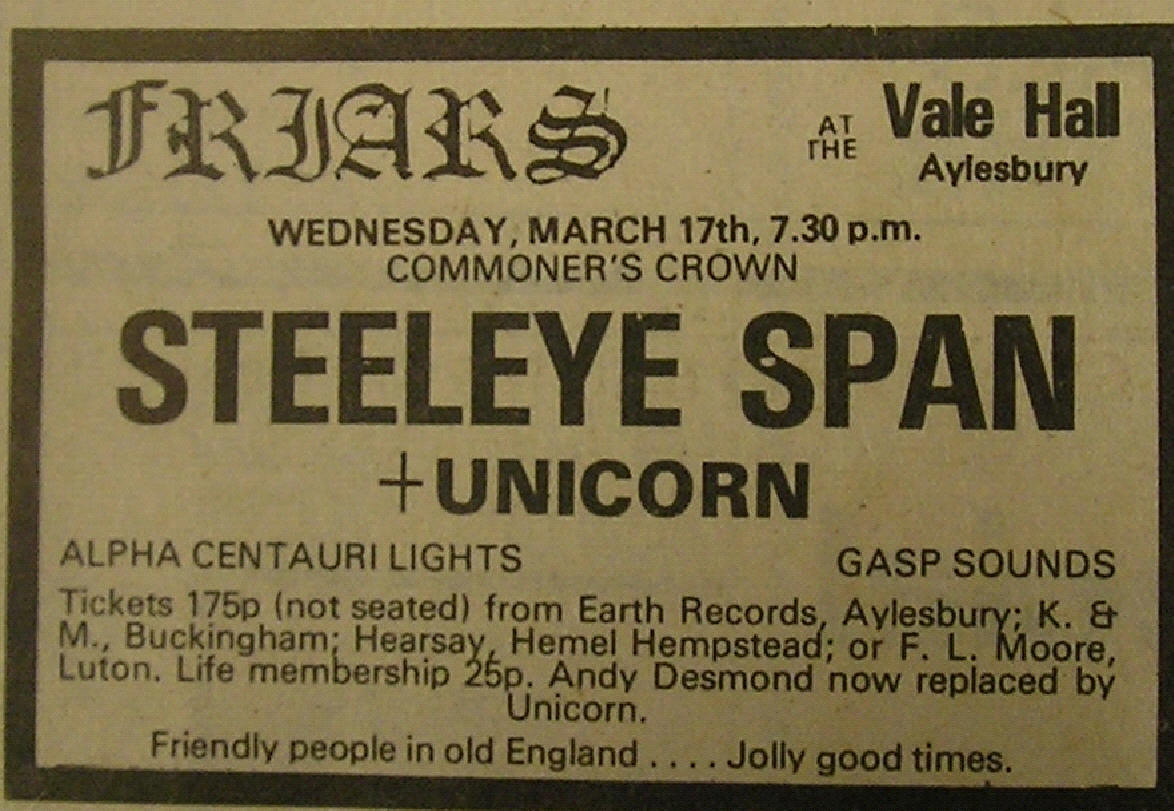 FRIARS
AT THE
Vale Hall
Aylesbury
WEDNESDAY, MARCH 17th, 7.30 p.m.
COMMONER'S CROWN
STEELEYE SPAN
+UNICORN
ALPHA CENTAURI LIGHTS GASP SOUNDS
Tickets 175p (not seated) from Earth Records, Aylesbury; K. &
M., Buckingham; Hearsay, Hemel Hempstead; or F. L. Moore,
Luton. Life membership 25p. Andy Desmond now replaced by
Unicorn.
Friendly people in old England .... Jolly good times.